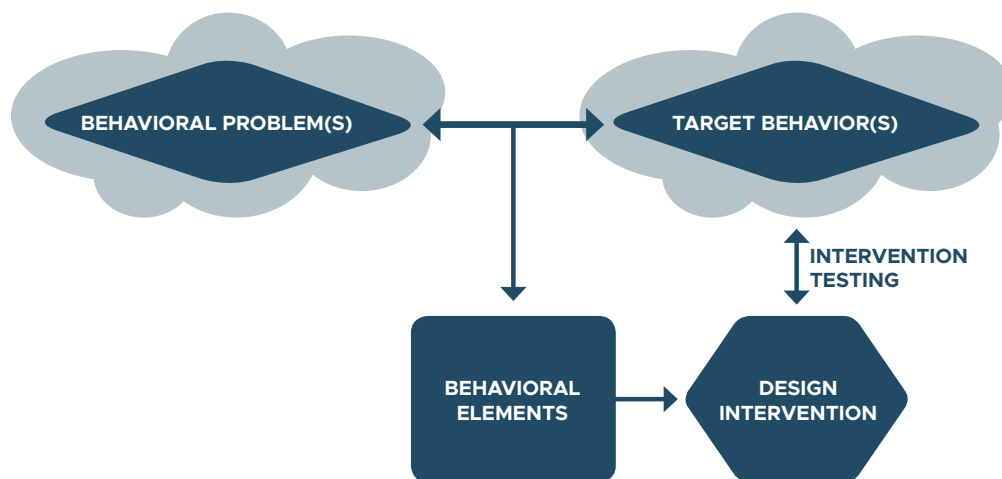 BEHAVIORAL PROBLEM(S)
TARGET BEHAVIOR(S)
INTERVENTION
TESTING
BEHAVIORAL
ELEMENTS
DESIGN
INTERVENTION